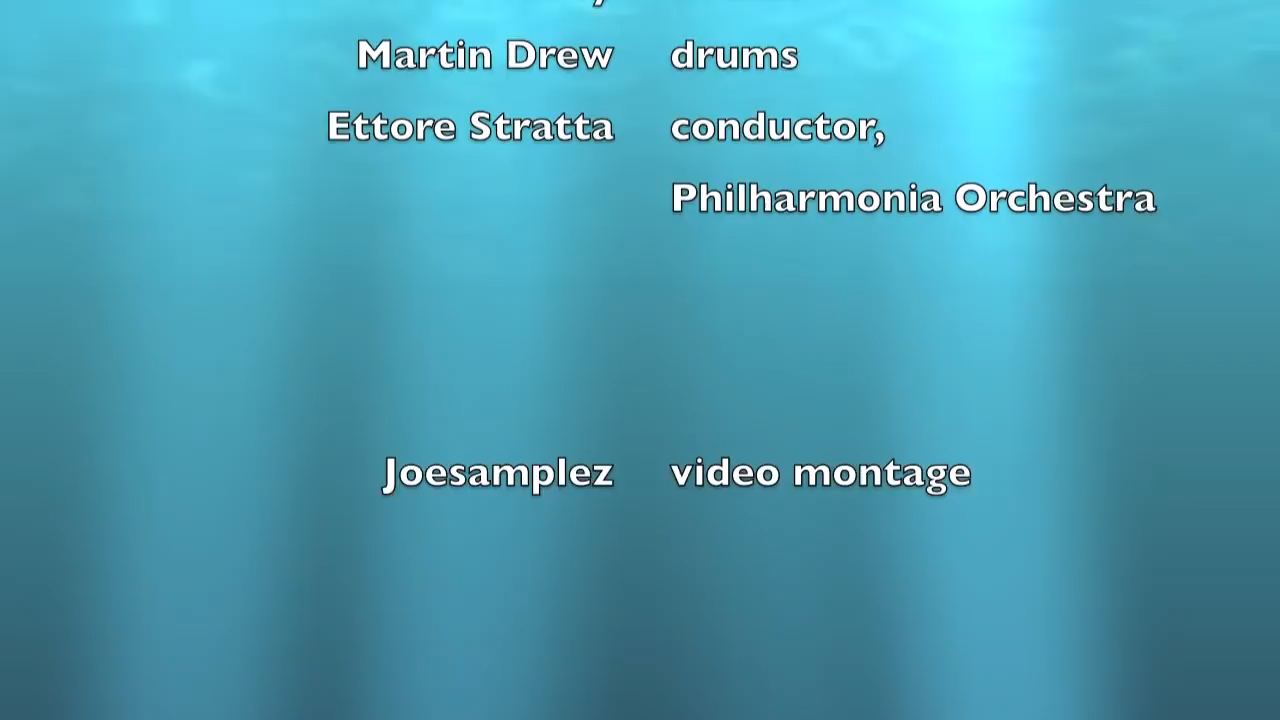 Martin Drew drums
Ettore Stratta conductor,
Philharmonia Orchestra
Joesamplez video montage